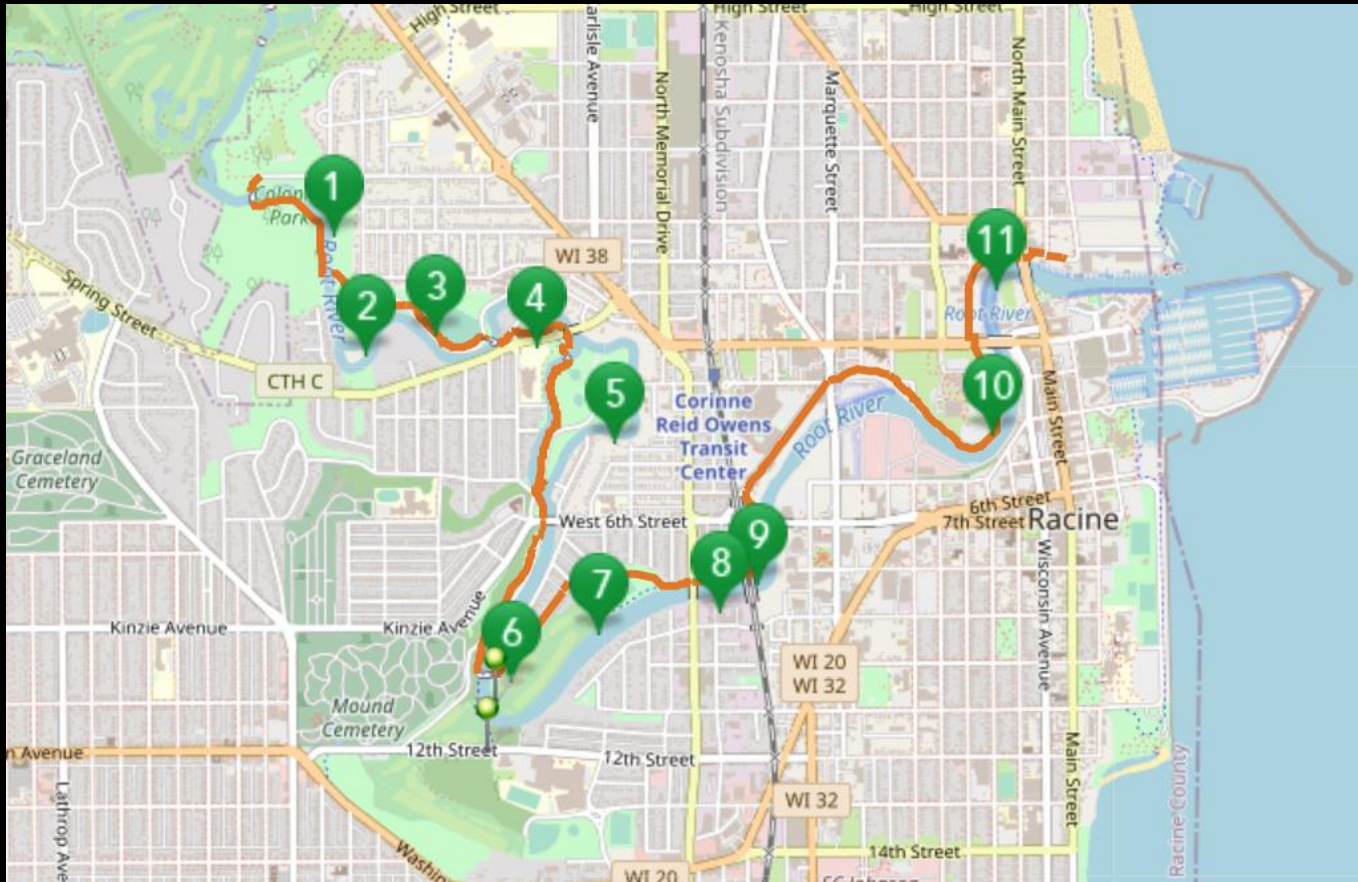 High Street
High Street
High Street
arlisle Avenue
North Memorial Drive
Kenosha Subdivision
Marquette Street
North Main Street
1
Park
Root River
WI 38
11
Spring Street
2
3
4
Root River
CTH C
5
10
Main Street
Corinne
Reid Owens
Transit
Center
Root River
Graceland
Cemetery
West 6th Street
6th Street
7th Street
Racine
9
8
7
6
Wisconsin Avenue
Kinzie Avenue
Kinzie Avenue
WI 20
WI 32
Mound
Cemetery
12th Street
12th Street
n Avenue
Main Street
Racine County
Lathrop Ave
WI 32
14th Street
Washin
WI 20
SC Johnson